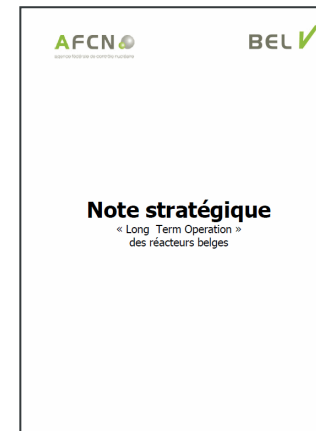 AFCN
agence fédérale de contrôle nucléaire
BEL V
Note stratégique
« Long Term Operation »
des réacteurs belges